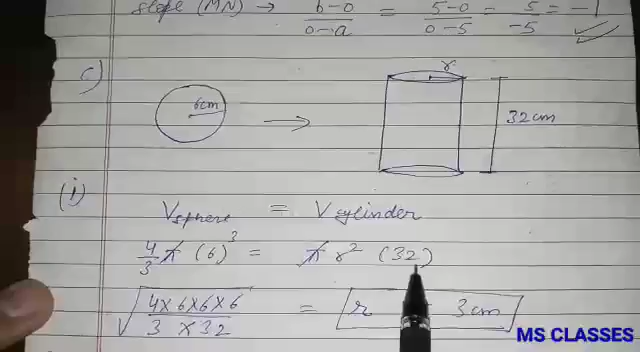 slope (MN) → b-0/0-a = 5-0/0-5 = 5/-5 = -1
c)
6cm → r 32cm
(i)
Vsphere = Vcylinder
4/3 π (6)³ = π r² (32)
√4×6×6×6/3×32 = r 3cm
MS CLASSES